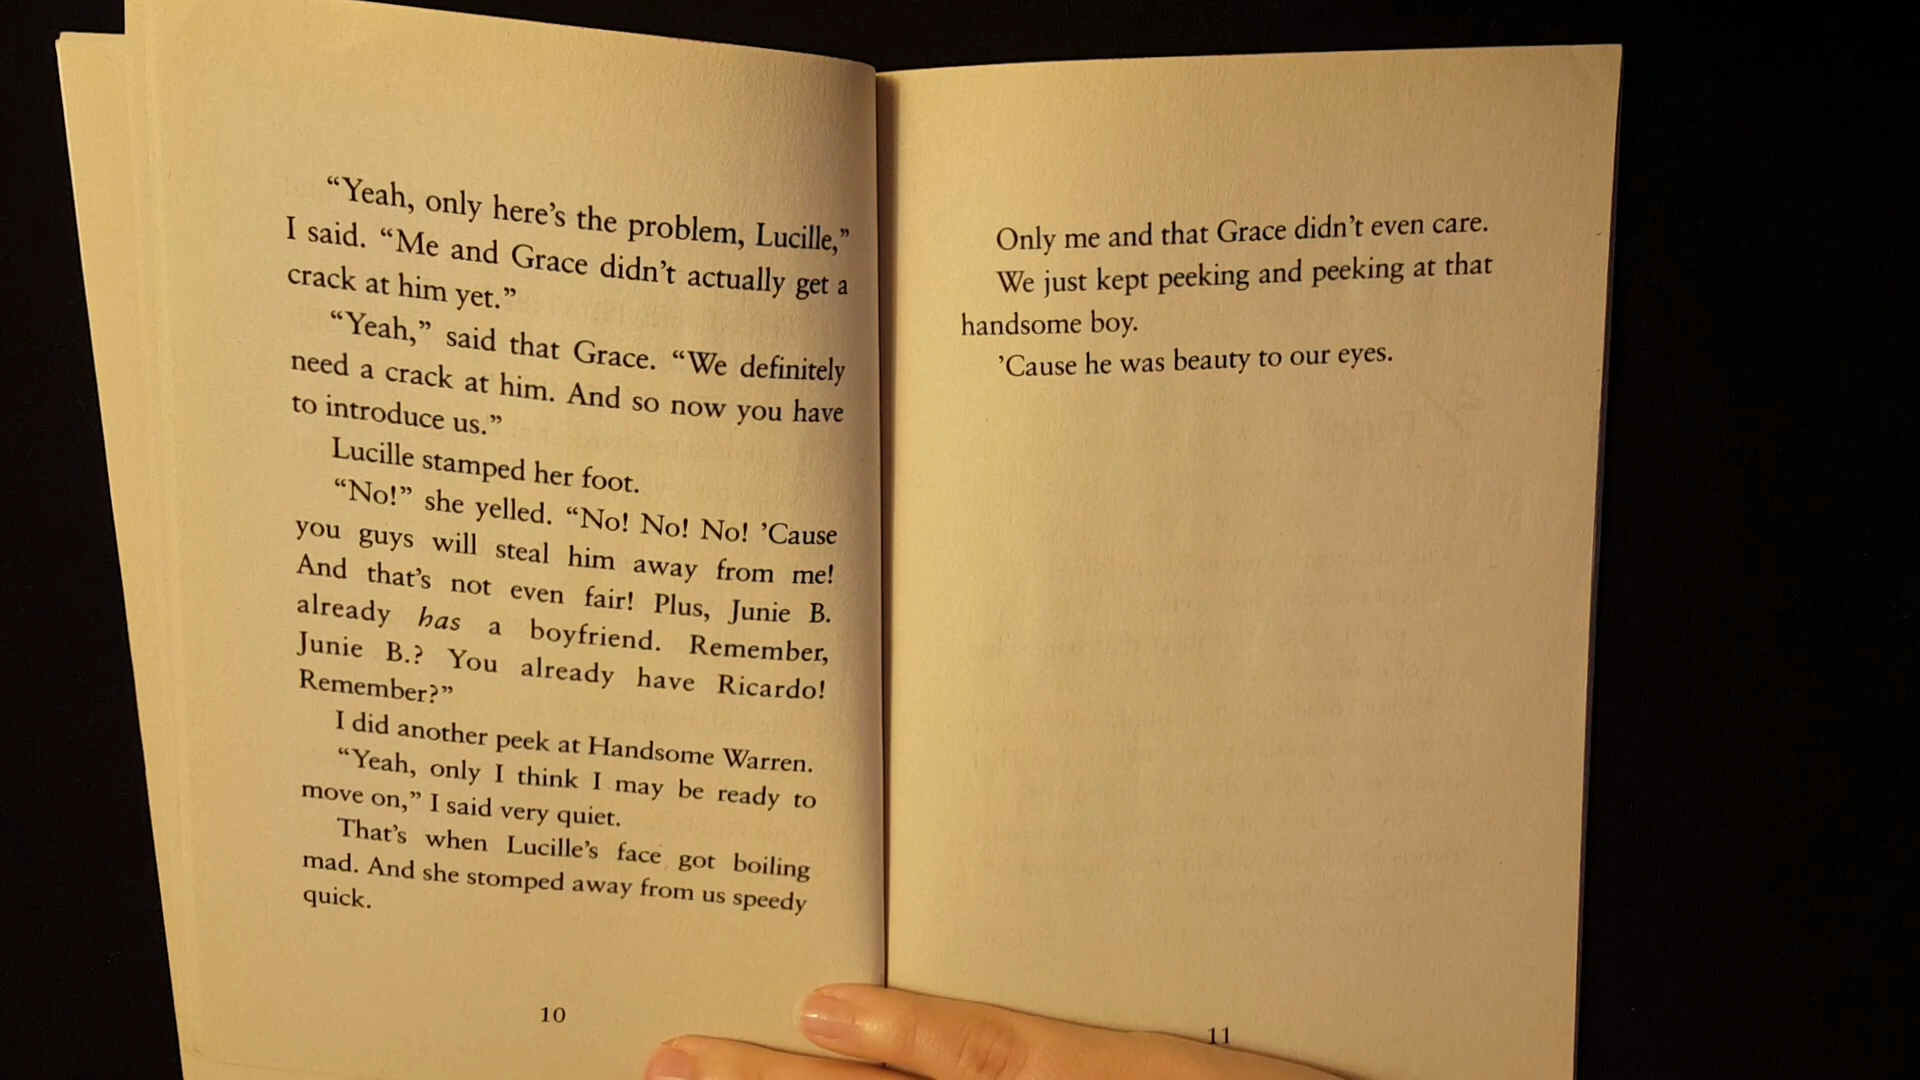 “Yeah, only here’s the problem, Lucille,”
I said. “Me and Grace didn’t actually get a
crack at him yet.”
“Yeah,” said that Grace. “We definitely
need a crack at him. And so now you have
to introduce us.”
Lucille stamped her foot.
“No!” she yelled. “No! No! No! ’Cause
you guys will steal him away from me!
And that’s not even fair! Plus, Junie B.
already has a boyfriend. Remember,
Junie B.? You already have Ricardo!
Remember?”
I did another peek at Handsome Warren.
“Yeah, only I think I may be ready to
move on,” I said very quiet.
That’s when Lucille’s face got boiling
mad. And she stomped away from us speedy
quick.
10
Only me and that Grace didn’t even care.
We just kept peeking and peeking at that
handsome boy.
’Cause he was beauty to our eyes.
11